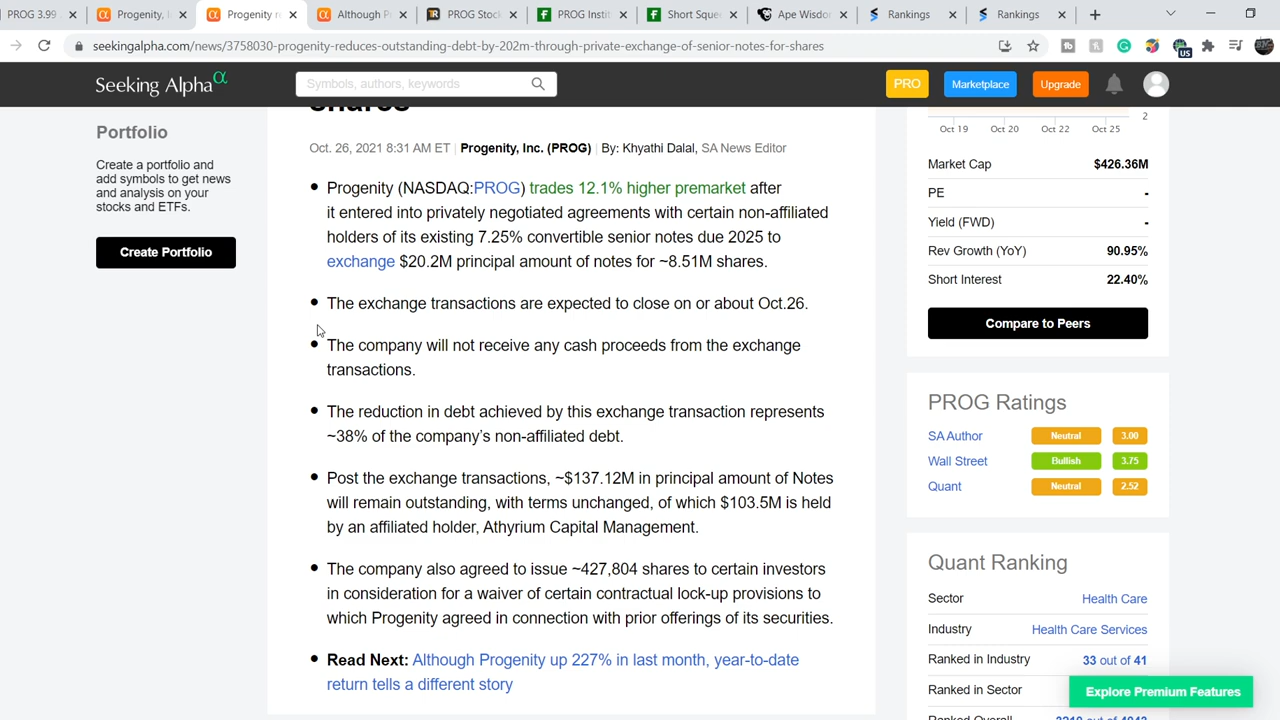 PROG 3.99
Progenity, I
Progenity re
Although P
PROG Stock
PROG Instit
Short Sque
Ape Wisdo
Rankings
Rankings
seekingalpha.com/news/3758030-progenity-reduces-outstanding-debt-by-202m-through-private-exchange-of-senior-notes-for-shares
US
Seeking Alpha α
Symbols, authors, keywords
PRO
Marketplace
Upgrade
shares
Portfolio
Create a portfolio and
add symbols to get news
and analysis on your
stocks and ETFs.
Create Portfolio
Oct. 26, 2021 8:31 AM ET | Progenity, Inc. (PROG) | By: Khyathi Dalal, SA News Editor
• Progenity (NASDAQ:PROG) trades 12.1% higher premarket after
it entered into privately negotiated agreements with certain non-affiliated
holders of its existing 7.25% convertible senior notes due 2025 to
exchange $20.2M principal amount of notes for ~8.51M shares.
• The exchange transactions are expected to close on or about Oct.26.
• The company will not receive any cash proceeds from the exchange
transactions.
• The reduction in debt achieved by this exchange transaction represents
~38% of the company's non-affiliated debt.
• Post the exchange transactions, ~$137.12M in principal amount of Notes
will remain outstanding, with terms unchanged, of which $103.5M is held
by an affiliated holder, Athyrium Capital Management.
• The company also agreed to issue ~427,804 shares to certain investors
in consideration for a waiver of certain contractual lock-up provisions to
which Progenity agreed in connection with prior offerings of its securities.
• Read Next: Although Progenity up 227% in last month, year-to-date
return tells a different story
2
Oct 19 Oct 20 Oct 22 Oct 25
Market Cap $426.36M
PE -
Yield (FWD) -
Rev Growth (YoY) 90.95%
Short Interest 22.40%
Compare to Peers
PROG Ratings
SA Author Neutral 3.00
Wall Street Bullish 3.75
Quant Neutral 2.52
Quant Ranking
Sector Health Care
Industry Health Care Services
Ranked in Industry 33 out of 41
Ranked in Sector
Explore Premium Features
Ranked Overall